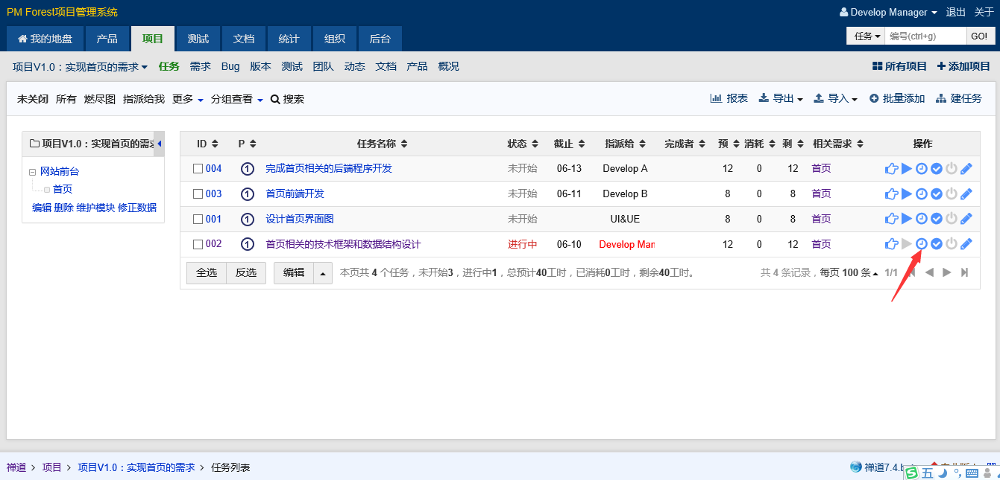 PM Forest项目管理系统 Develop Manager 退出 关于
我的地盘 产品 项目 测试 文档 统计 组织 后台 任务 编号(ctrl+g) GO!
项目V1.0：实现首页的需求 任务 需求 Bug 版本 测试 团队 动态 文档 产品 概况 所有项目 添加项目
未关闭 所有 燃尽图 指派给我 更多 分组查看 搜索 报表 导出 导入 批量添加 建任务
项目V1.0：实现首页的需求
网站前台
首页
编辑 删除 维护模块 修正数据
ID P 任务名称 状态 截止 指派给 完成者 预 消耗 剩 相关需求 操作
004 1 完成首页相关的后端程序开发 未开始 06-13 Develop A 12 0 12 首页
003 1 首页前端开发 未开始 06-11 Develop B 8 0 8 首页
001 1 设计首页界面图 未开始 UI&UE 8 0 8 首页
002 1 首页相关的技术框架和数据结构设计 进行中 06-10 Develop Man 12 0 12 首页
全选 反选 编辑 本页共 4 个任务，未开始3，进行中1，总预计40工时，已消耗0工时，剩余40工时。 共 4 条记录，每页 100 条 1/1
禅道 项目 项目V1.0：实现首页的需求 任务列表 禅道7.4.b
五